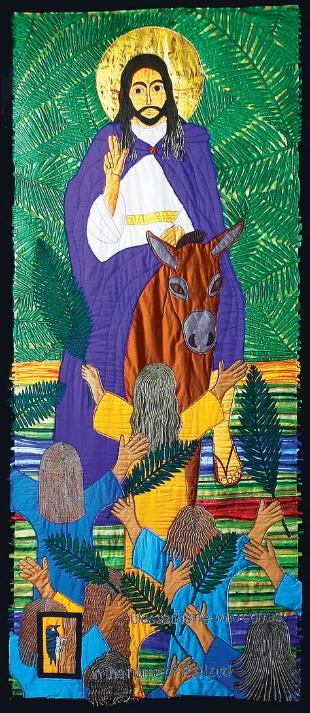 blessed is he who comes
in the name of the Lord